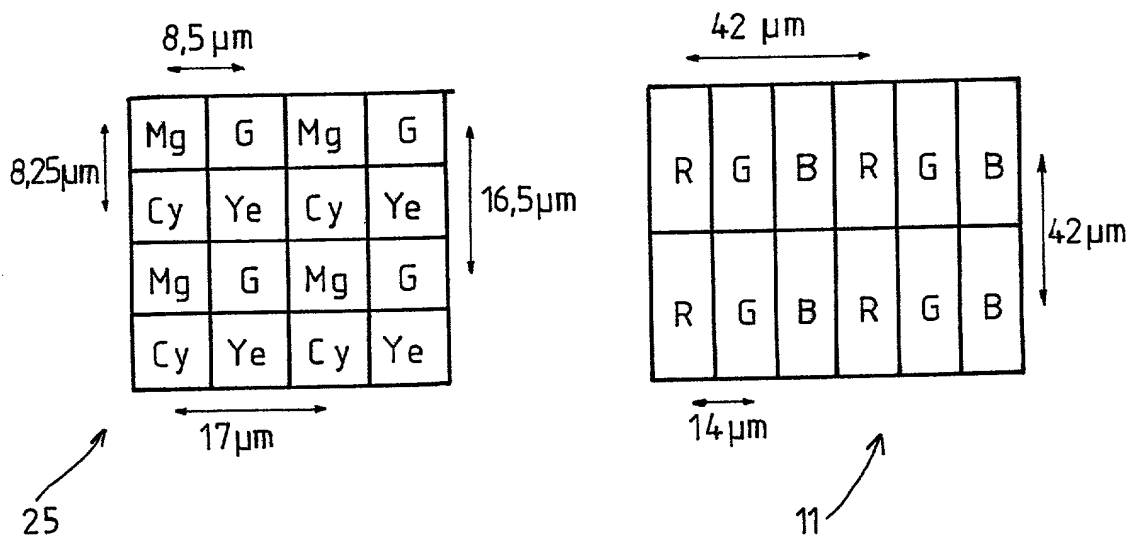 8,5 µm
Mg G Mg G
8,25µm
Cy Ye Cy Ye
16,5µm
Mg G Mg G
Cy Ye Cy Ye
17µm
25
42 µm
R G B R G B
42µm
R G B R G B
14µm
11